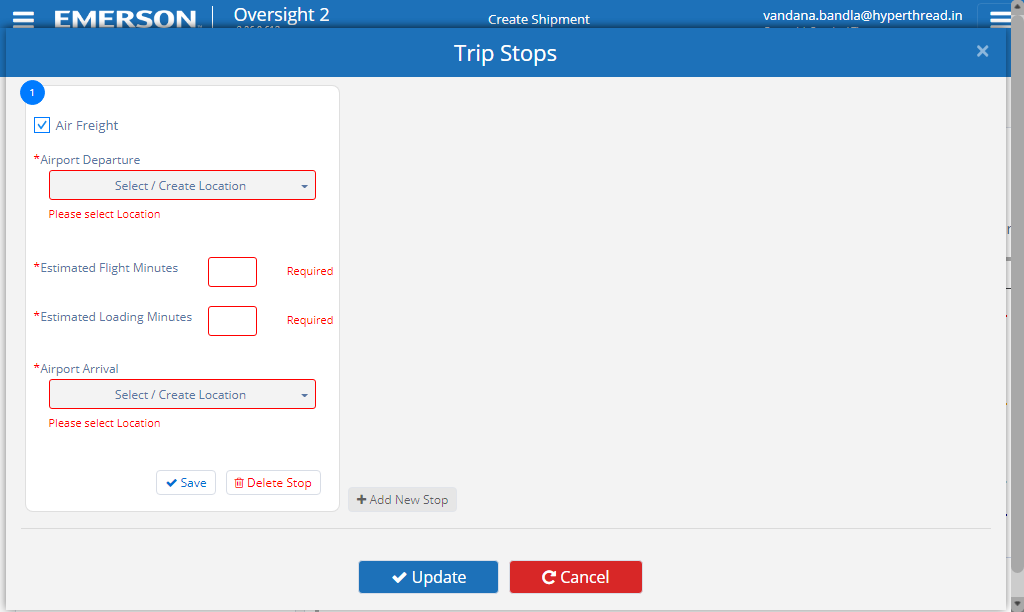 EMERSON
Oversight 2
Create Shipment
vandana.bandla@hyperthread.in
Trip Stops
×
1
Air Freight
*Airport Departure
Select / Create Location
Please select Location
*Estimated Flight Minutes
Required
*Estimated Loading Minutes
Required
*Airport Arrival
Select / Create Location
Please select Location
Save
Delete Stop
Add New Stop
Update
Cancel